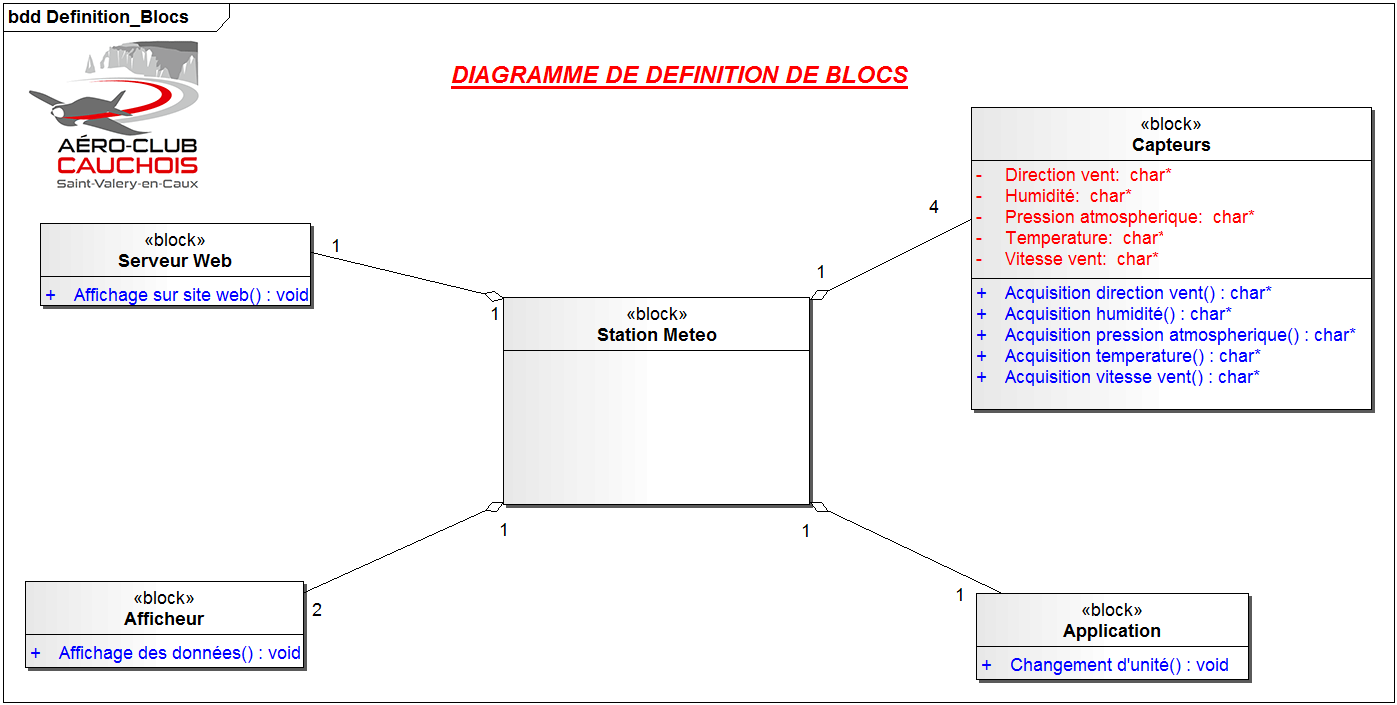 bdd Definition_Blocs
AÉRO-CLUB
CAUCHOIS
Saint-Valery-en-Caux
DIAGRAMME DE DEFINITION DE BLOCS
«block»
Capteurs
- Direction vent: char*
- Humidité: char*
- Pression atmospherique: char*
- Temperature: char*
- Vitesse vent: char*
+ Acquisition direction vent() : char*
+ Acquisition humidité() : char*
+ Acquisition pression atmospherique() : char*
+ Acquisition temperature() : char*
+ Acquisition vitesse vent() : char*
4
1
«block»
Serveur Web
+ Affichage sur site web() : void
1
1
«block»
Station Meteo
1
1
«block»
Afficheur
+ Affichage des données() : void
2
1
«block»
Application
+ Changement d'unité() : void